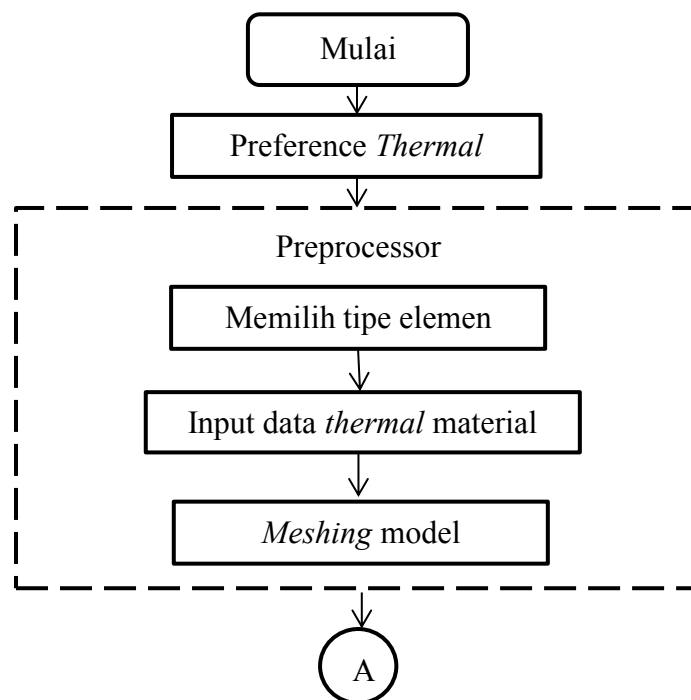 Mulai
Preference Thermal
Preprocessor
Memilih tipe elemen
Input data thermal material
Meshing model
A